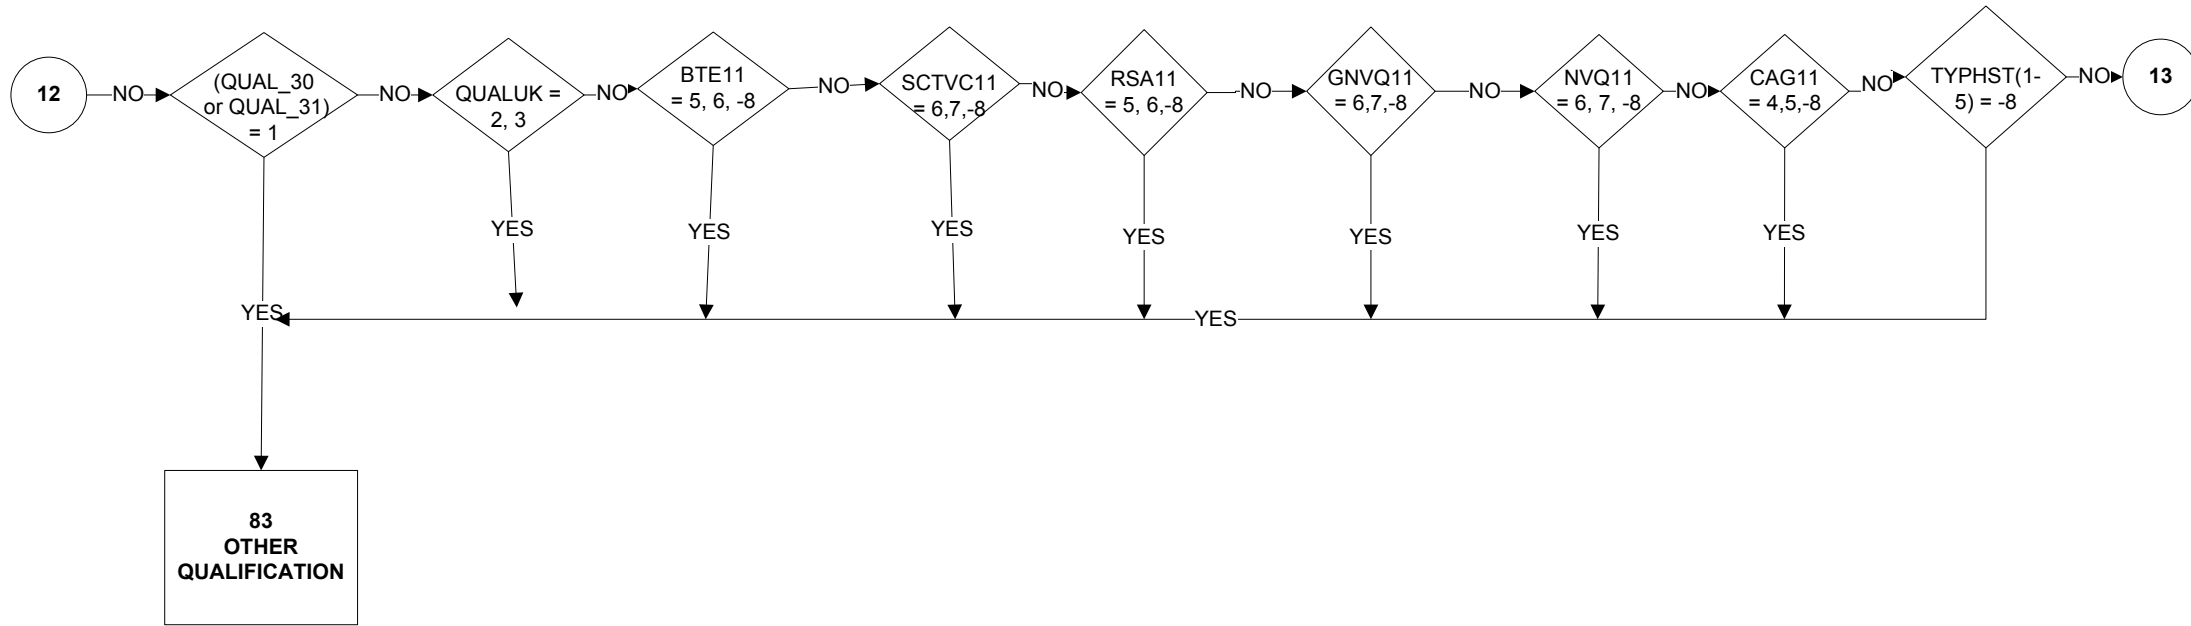 12
NO
(QUAL_30
or QUAL_31)
= 1
NO
QUALUK =
2, 3
NO
BTE11
= 5, 6, -8
NO
SCTVC11
= 6,7,-8
NO
RSA11
= 5, 6,-8
NO
GNVQ11
= 6,7,-8
NO
NVQ11
= 6, 7, -8
NO
CAG11
= 4,5,-8
NO
TYPHST(1-
5) = -8
NO
13
YES
YES
YES
YES
YES
YES
YES
YES
YES
83
OTHER
QUALIFICATION